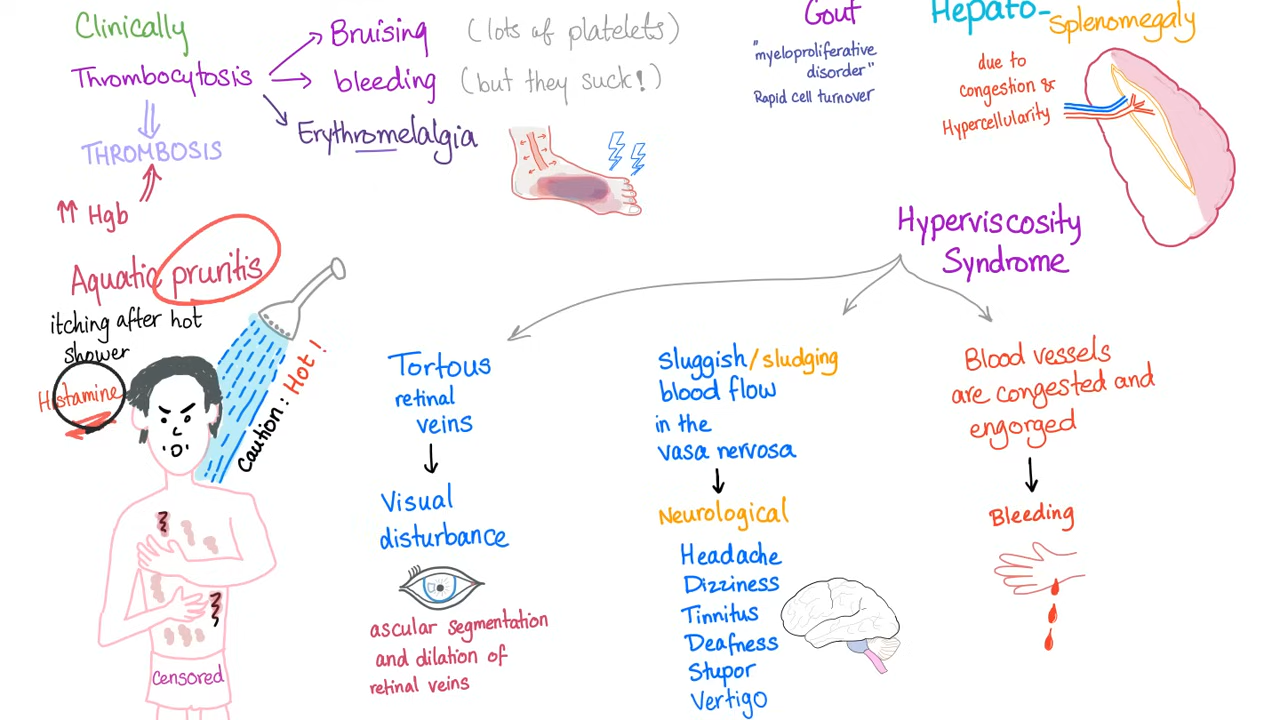 Clinically
Thrombocytosis
Bruising (lots of platelets)
bleeding (but they suck!)
Erythromelalgia
THROMBOSIS
⇈ Hgb
Gout
"myeloproliferative
disorder"
Rapid cell turnover
Hepato-
Splenomegaly
due to
congestion &
Hypercellularity
Aquatic pruritis
itching after hot
shower
Histamine
Caution: Hot!
Censored
Hyperviscosity
Syndrome
Tortous
retinal
veins
Visual
disturbance
ascular segmentation
and dilation of
retinal veins
Sluggish/sludging
blood flow
in the
vasa nervosa
Neurological
Headache
Dizziness
Tinnitus
Deafness
Stupor
Vertigo
Blood vessels
are congested and
engorged
Bleeding